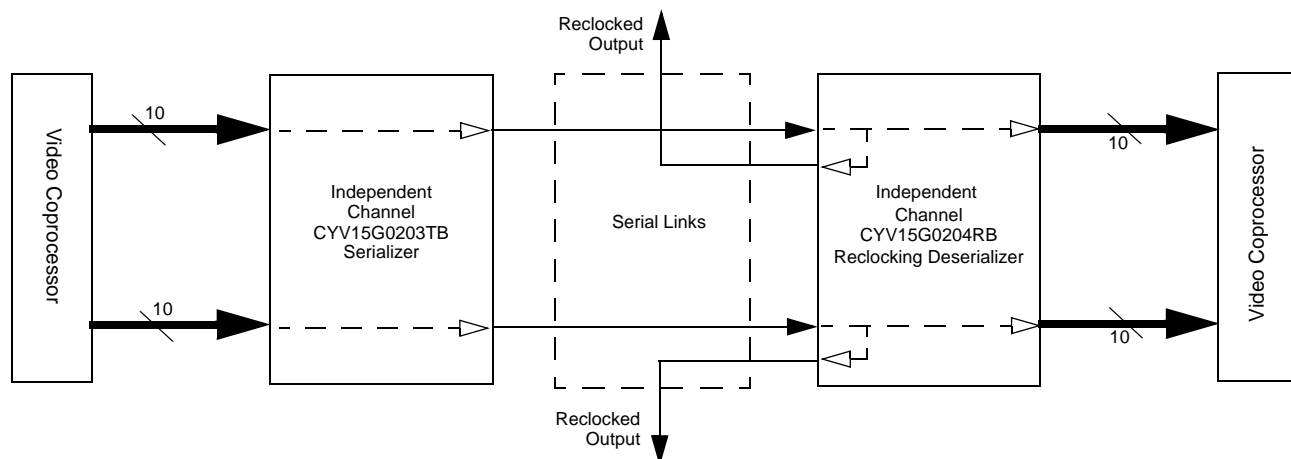 Reclocked
Output
Video Coprocessor
10
10
Independent
Channel
CYV15G0203TB
Serializer
Serial Links
Independent
Channel
CYV15G0204RB
Reclocking Deserializer
10
10
Video Coprocessor
Reclocked
Output